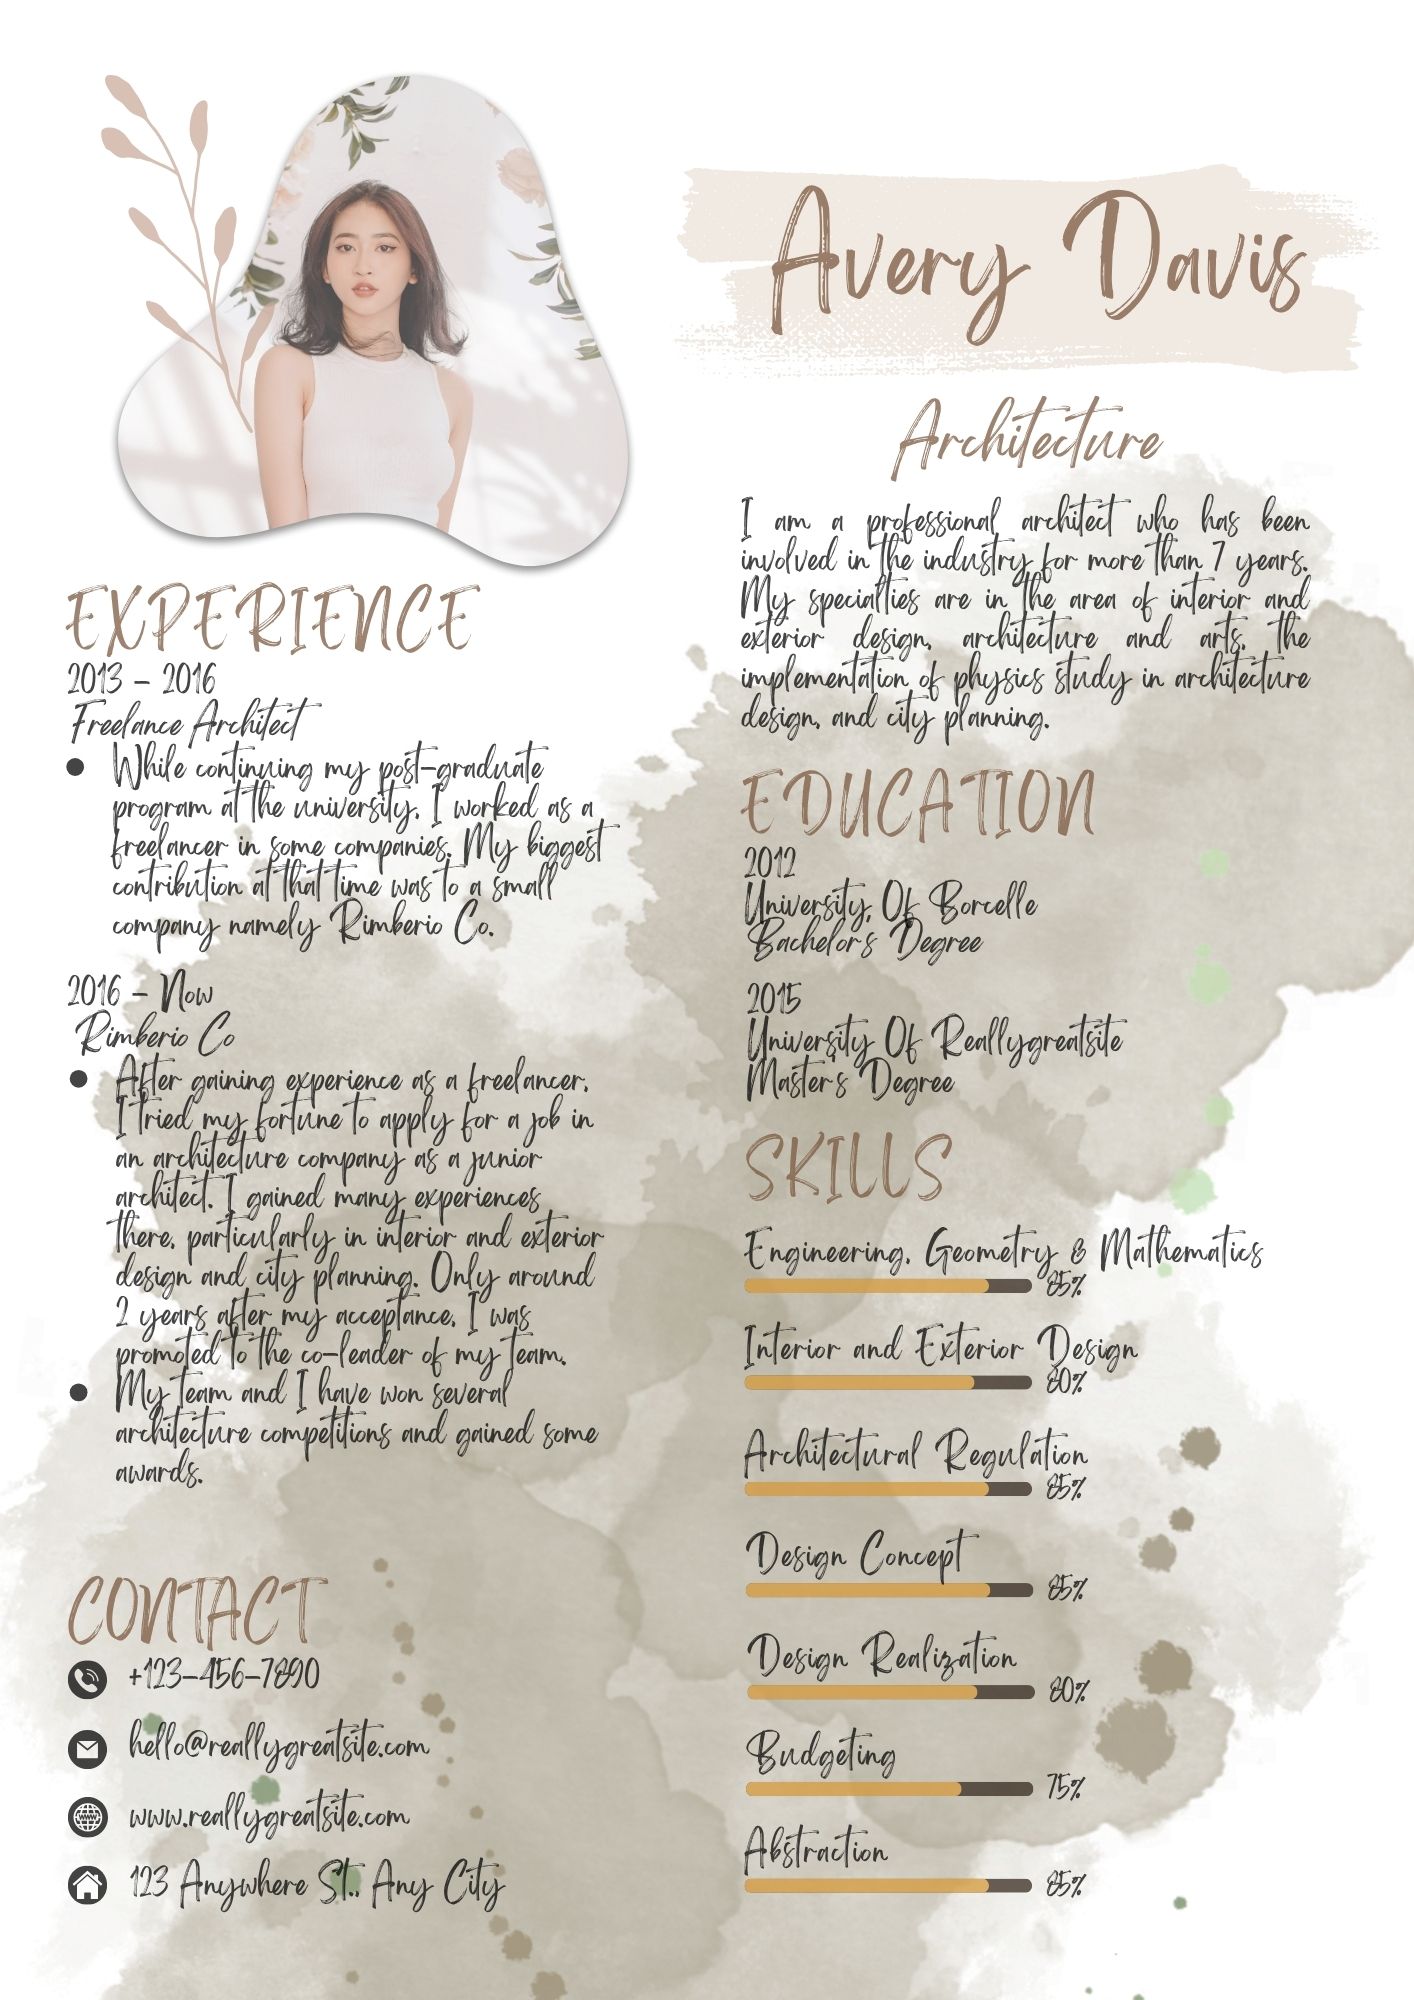 Avery Davis
Architecture
I am a professional architect who has been
involved in the industry for more than 7 years.
My specialties are in the area of interior and
exterior design, architecture and arts, the
implementation of physics study in architecture
design, and city planning.
EXPERIENCE
2013 - 2016
Freelance Architect
● While continuing my post-graduate
program at the university, I worked as a
freelancer in some companies. My biggest
contribution at that time was to a small
company namely Rimberio Co.
2016 - Now
Rimberio Co
● After gaining experience as a freelancer,
I tried my fortune to apply for a job in
an architecture company as a junior
architect. I gained many experiences
there, particularly in interior and exterior
design and city planning. Only around
2 years after my acceptance, I was
promoted to the co-leader of my team.
● My team and I have won several
architecture competitions and gained some
awards.
CONTACT
+123-456-7890
hello@reallygreatsite.com
www.reallygreatsite.com
123 Anywhere St., Any City
EDUCATION
2012
University Of Borcelle
Bachelor's Degree
2015
University Of Reallygreatsite
Master's Degree
SKILLS
Engineering, Geometry & Mathematics
85%
Interior and Exterior Design
80%
Architectural Regulation
85%
Design Concept
85%
Design Realization
80%
Budgeting
75%
Abstraction
85%